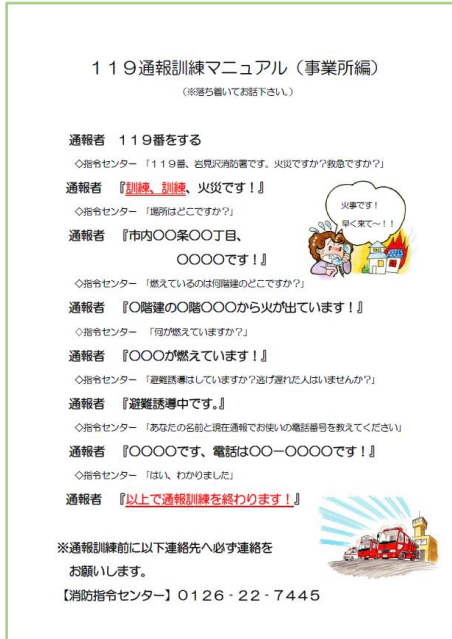 119通報訓練マニュアル（事業所編）
（※落ち着いてお話下さい。）
通報者　119番をする
◇指令センター　「119番、岩見沢消防署です。火災ですか？救急ですか？」
通報者　『訓練、訓練、火災です！』
◇指令センター　「場所はどこですか？」
通報者　『市内〇〇条〇〇丁目、
〇〇〇〇です！』
火事です！
早く来て～！！
◇指令センター　「燃えているのは何階建のどこですか？」
通報者　『〇階建の〇階〇〇〇から火が出ています！』
◇指令センター　「何が燃えていますか？」
通報者　『〇〇〇が燃えています！』
◇指令センター　「避難誘導はしていますか？逃げ遅れた人はいませんか？」
通報者　『避難誘導中です。』
◇指令センター　「あなたの名前と現在通報でお使いの電話番号を教えてください」
通報者　『〇〇〇〇です、電話は〇〇ー〇〇〇〇です！』
◇指令センター　「はい、わかりました」
通報者　『以上で通報訓練を終わります！』
※通報訓練前に以下連絡先へ必ず連絡を
お願いします。
【消防指令センター】0126‐22‐7445